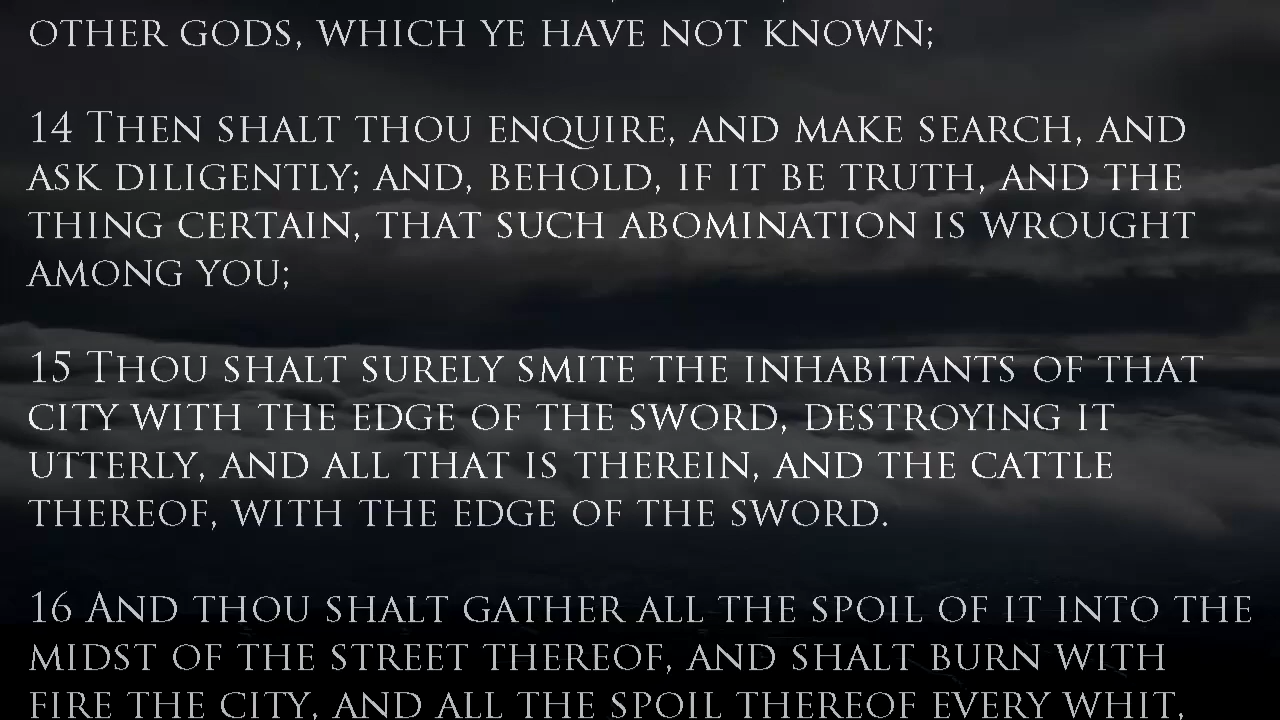 OTHER GODS, WHICH YE HAVE NOT KNOWN;
14 THEN SHALT THOU ENQUIRE, AND MAKE SEARCH, AND
ASK DILIGENTLY; AND, BEHOLD, IF IT BE TRUTH, AND THE
THING CERTAIN, THAT SUCH ABOMINATION IS WROUGHT
AMONG YOU;
15 THOU SHALT SURELY SMITE THE INHABITANTS OF THAT
CITY WITH THE EDGE OF THE SWORD, DESTROYING IT
UTTERLY, AND ALL THAT IS THEREIN, AND THE CATTLE
THEREOF, WITH THE EDGE OF THE SWORD.
16 AND THOU SHALT GATHER ALL THE SPOIL OF IT INTO THE
MIDST OF THE STREET THEREOF, AND SHALT BURN WITH
FIRE THE CITY, AND ALL THE SPOIL THEREOF EVERY WHIT,